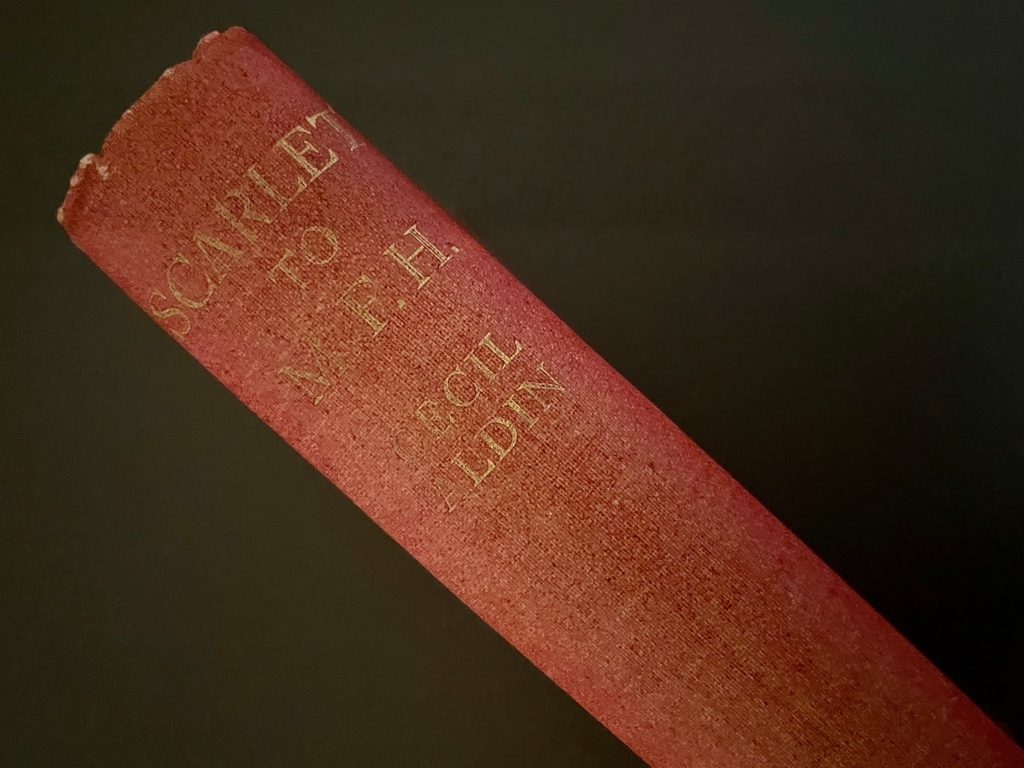 SCARLET
TO
M.F.H.
CECIL
ALDIN